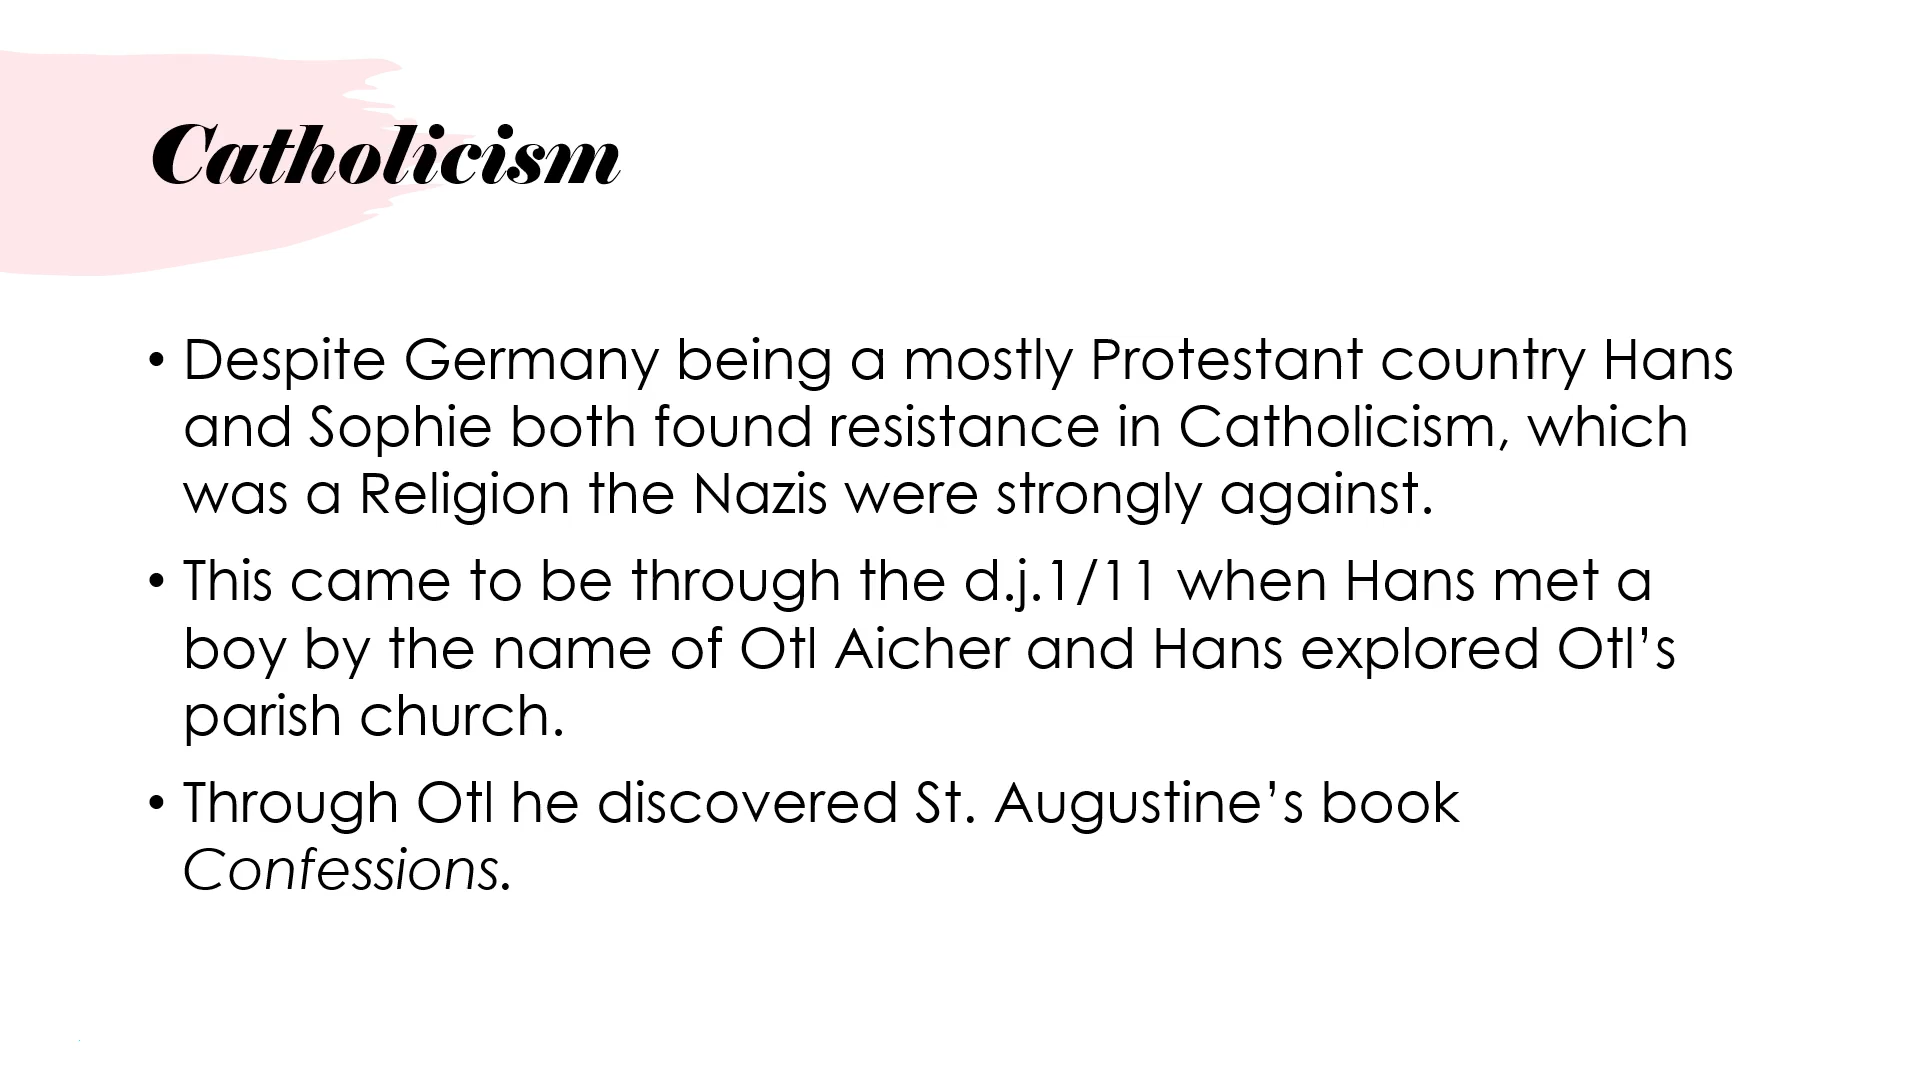 Catholicism
• Despite Germany being a mostly Protestant country Hans
and Sophie both found resistance in Catholicism, which
was a Religion the Nazis were strongly against.
• This came to be through the d.j.1/11 when Hans met a
boy by the name of Otl Aicher and Hans explored Otl’s
parish church.
• Through Otl he discovered St. Augustine’s book
Confessions.